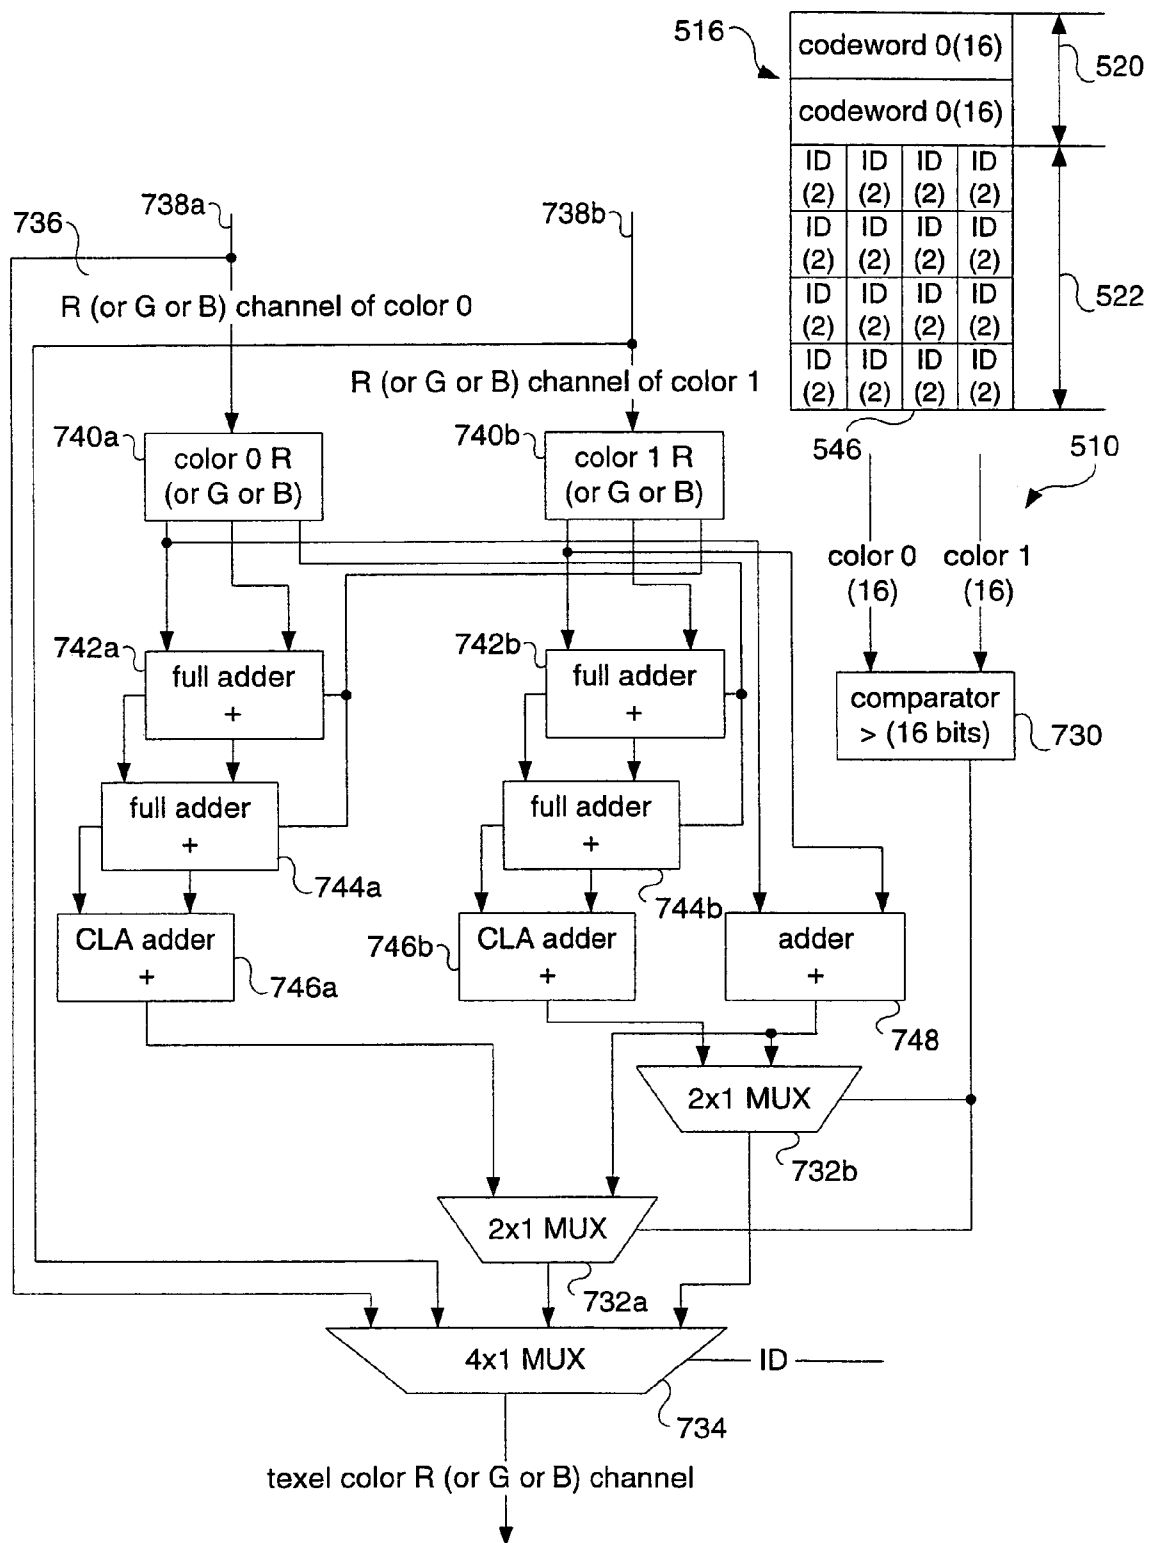 516
codeword 0(16)
520
codeword 0(16)
ID ID ID ID
(2) (2) (2) (2)
ID ID ID ID
(2) (2) (2) (2)
ID ID ID ID
(2) (2) (2) (2)
ID ID ID ID
(2) (2) (2) (2)
522
546
510
736
738a
738b
R (or G or B) channel of color 0
R (or G or B) channel of color 1
740a
color 0 R
(or G or B)
740b
color 1 R
(or G or B)
color 0
(16)
color 1
(16)
742a
full adder
+
742b
full adder
+
comparator
> (16 bits)
730
full adder
+
744a
full adder
+
744b
CLA adder
+
746a
746b
CLA adder
+
adder
+
748
2x1 MUX
732b
2x1 MUX
732a
4x1 MUX
ID
734
texel color R (or G or B) channel